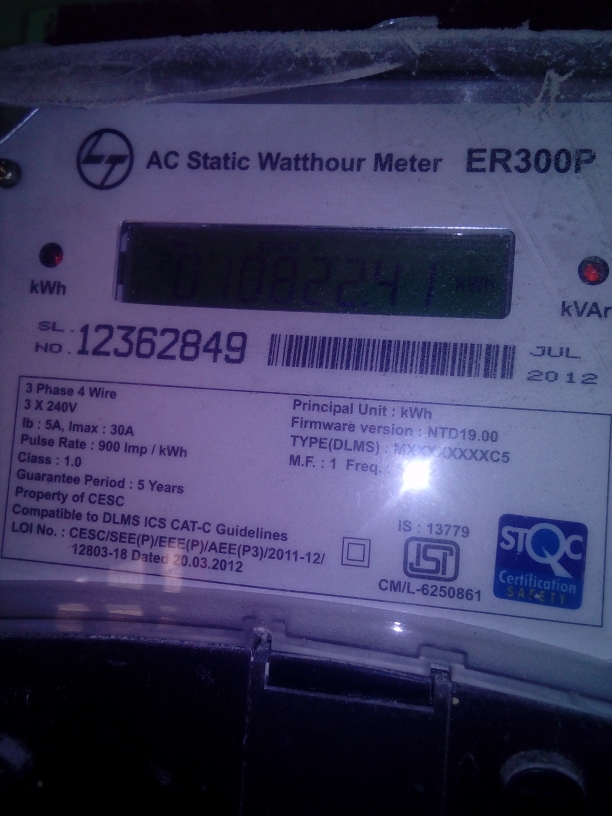 LT AC Static Watthour Meter ER300P
kWh
kWh
kVAr
SL.
NO. 12362849
JUL
2012
3 Phase 4 Wire
3 X 240V
Ib : 5A, Imax : 30A
Pulse Rate : 900 Imp / kWh
Class : 1.0
Guarantee Period : 5 Years
Property of CESC
Compatible to DLMS ICS CAT-C Guidelines
LOI No. : CESC/SEE(P)/EEE(P)/AEE(P3)/2011-12/
12803-18 Dated 20.03.2012
Principal Unit : kWh
Firmware version : NTD19.00
TYPE(DLMS) : MXXXXXXXXC5
M.F. : 1 Freq.
IS : 13779
ISI
CM/L-6250861
STQC
Certification
SAFETY